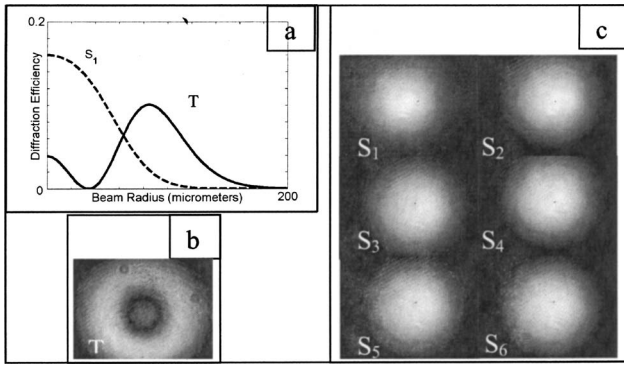 a
0.2
S1
T
Diffraction Efficiency
0
Beam Radius (micrometers)
200
b
T
c
S1
S2
S3
S4
S5
S6